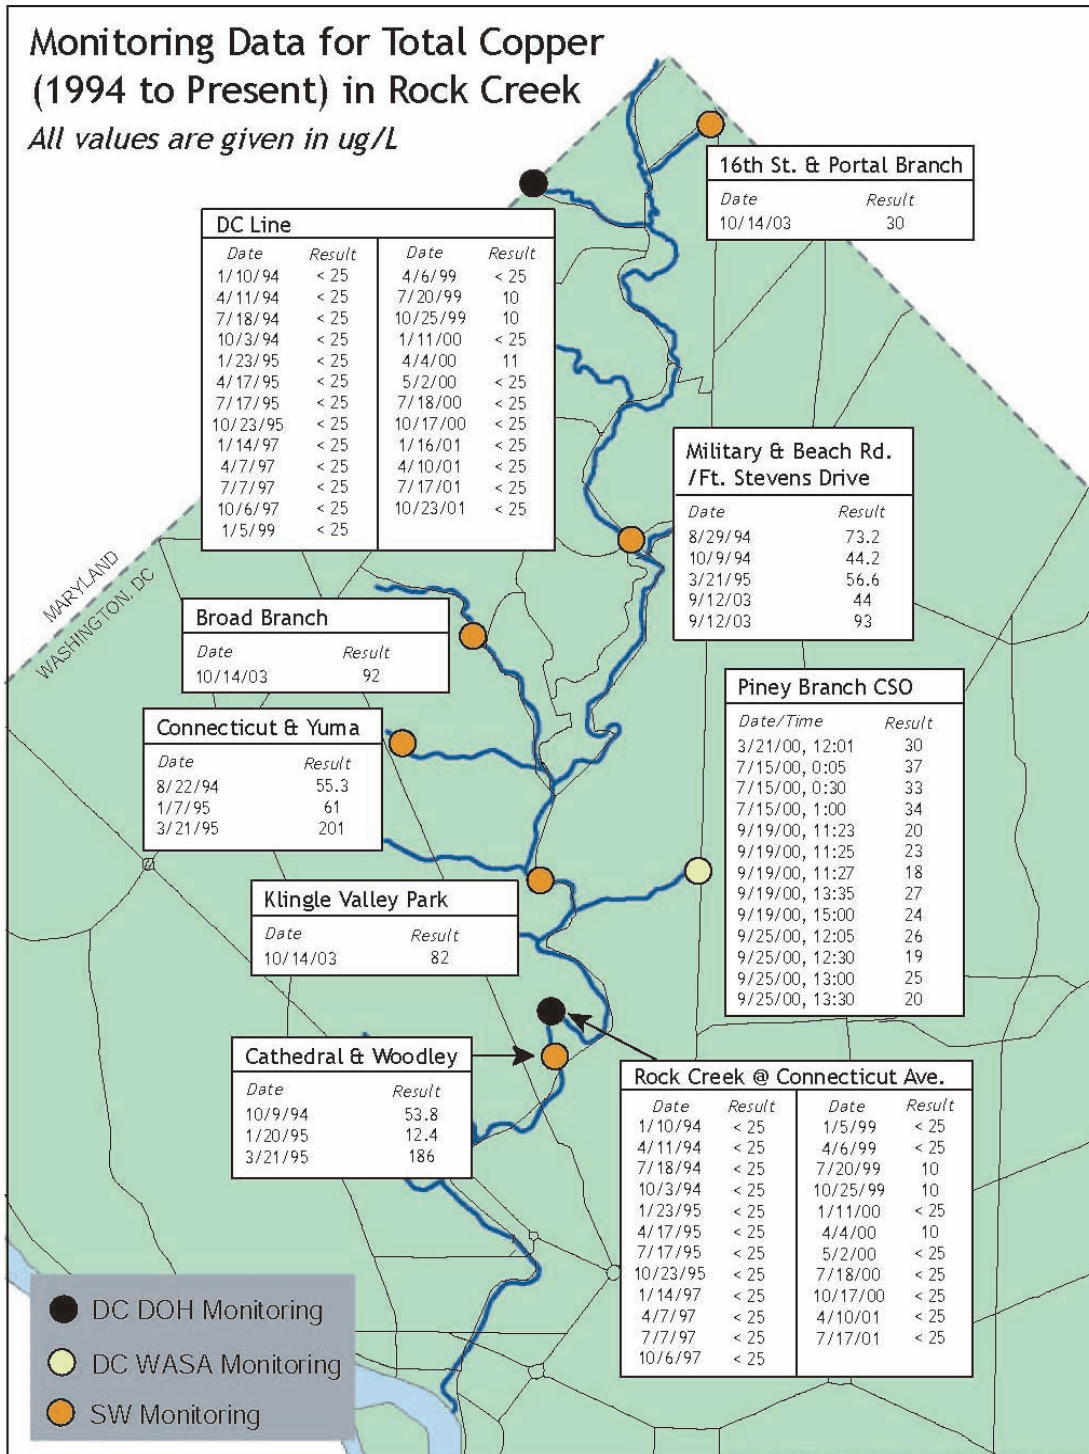 Monitoring Data for Total Copper
(1994 to Present) in Rock Creek
All values are given in ug/L
16th St. & Portal Branch
Date Result
10/14/03 30
DC Line
Date Result Date Result
1/10/94 < 25 4/6/99 < 25
4/11/94 < 25 7/20/99 10
7/18/94 < 25 10/25/99 10
10/3/94 < 25 1/11/00 < 25
1/23/95 < 25 4/4/00 11
4/17/95 < 25 5/2/00 < 25
7/17/95 < 25 7/18/00 < 25
10/23/95 < 25 10/17/00 < 25
1/14/97 < 25 1/16/01 < 25
4/7/97 < 25 4/10/01 < 25
7/7/97 < 25 7/17/01 < 25
10/6/97 < 25 10/23/01 < 25
1/5/99 < 25
Military & Beach Rd.
/Ft. Stevens Drive
Date Result
8/29/94 73.2
10/9/94 44.2
3/21/95 56.6
9/12/03 44
9/12/03 93
MARYLAND
WASHINGTON, DC
Broad Branch
Date Result
10/14/03 92
Piney Branch CSO
Date/Time Result
3/21/00, 12:01 30
7/15/00, 0:05 37
7/15/00, 0:30 33
7/15/00, 1:00 34
9/19/00, 11:23 20
9/19/00, 11:25 23
9/19/00, 11:27 18
9/19/00, 13:35 27
9/19/00, 15:00 24
9/25/00, 12:05 26
9/25/00, 12:30 19
9/25/00, 13:00 25
9/25/00, 13:30 20
Connecticut & Yuma
Date Result
8/22/94 55.3
1/7/95 61
3/21/95 201
Klingle Valley Park
Date Result
10/14/03 82
Cathedral & Woodley
Date Result
10/9/94 53.8
1/20/95 12.4
3/21/95 186
Rock Creek @ Connecticut Ave.
Date Result Date Result
1/10/94 < 25 1/5/99 < 25
4/11/94 < 25 4/6/99 < 25
7/18/94 < 25 7/20/99 10
10/3/94 < 25 10/25/99 10
1/23/95 < 25 1/11/00 < 25
4/17/95 < 25 4/4/00 10
7/17/95 < 25 5/2/00 < 25
10/23/95 < 25 7/18/00 < 25
1/14/97 < 25 10/17/00 < 25
4/7/97 < 25 4/10/01 < 25
7/7/97 < 25 7/17/01 < 25
10/6/97 < 25
DC DOH Monitoring
DC WASA Monitoring
SW Monitoring